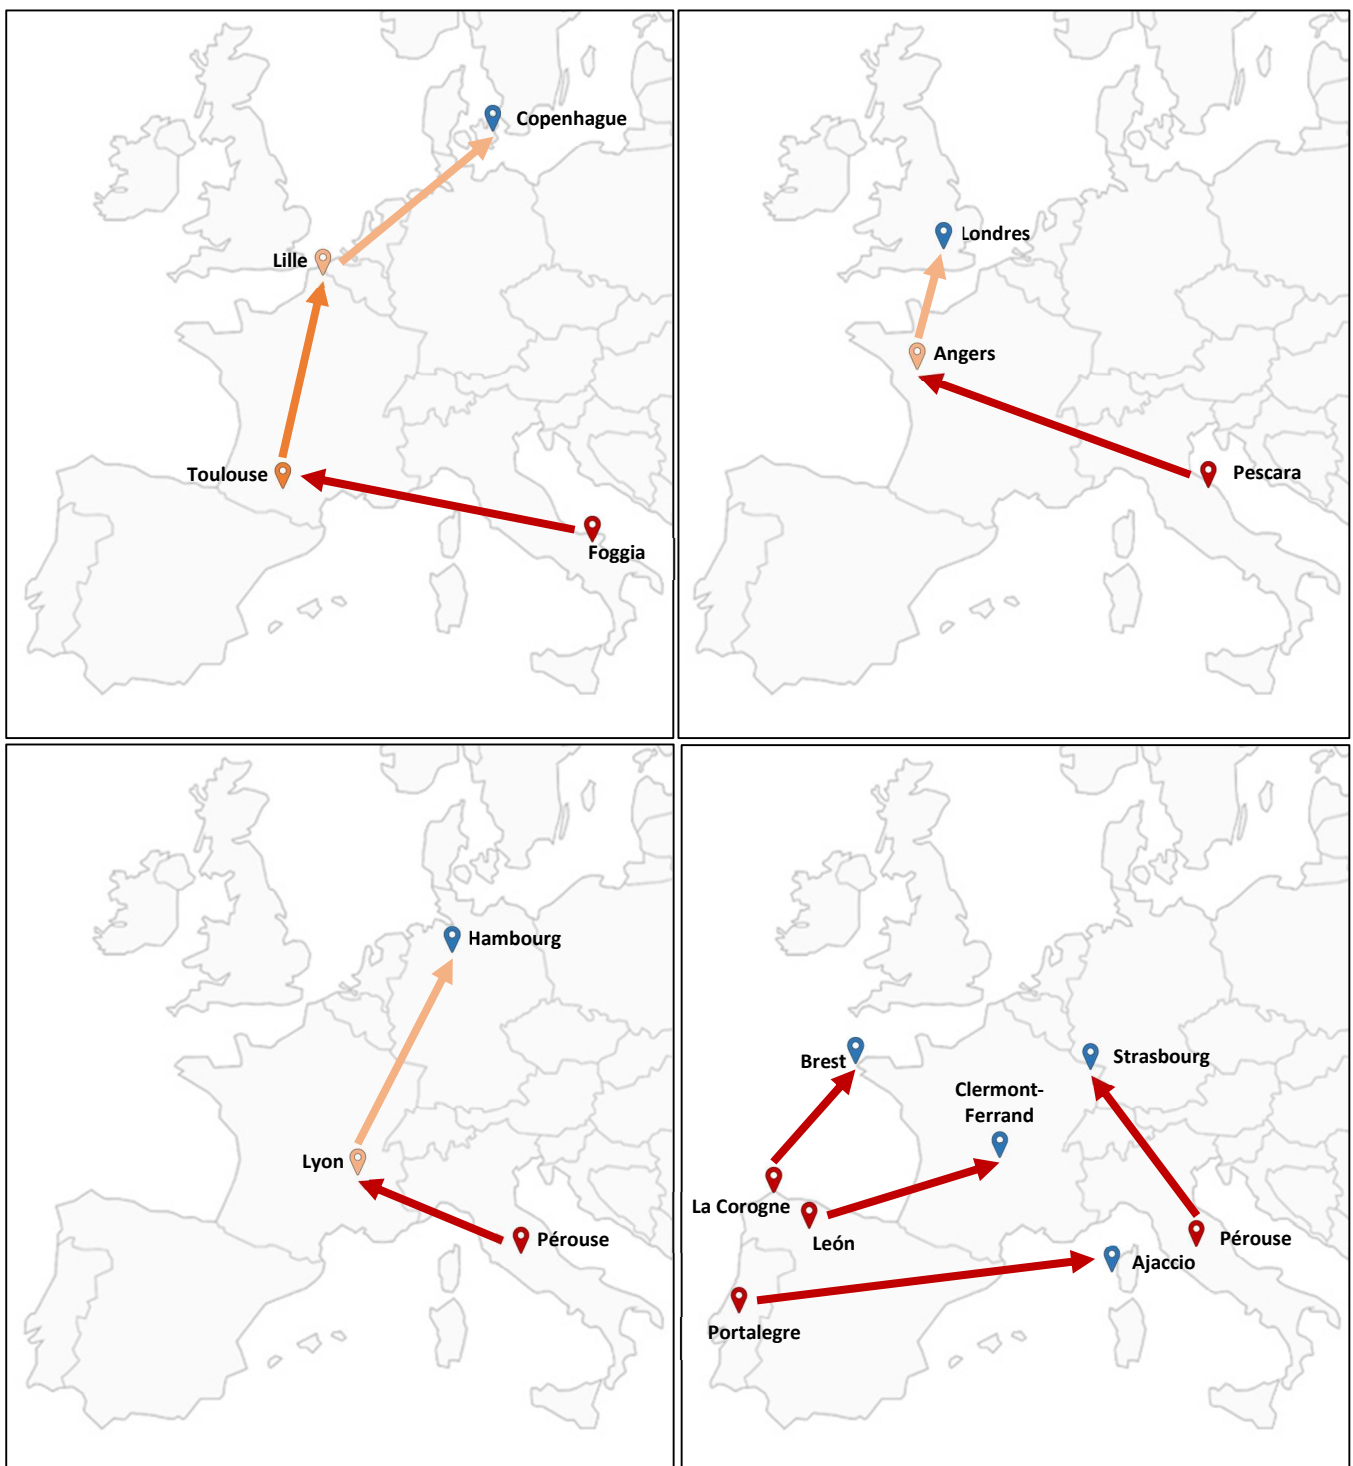 Copenhague
Lille
Toulouse
Foggia
Londres
Angers
Pescara
Hambourg
Lyon
Pérouse
Brest
Strasbourg
Clermont-
Ferrand
La Corogne
León
Pérouse
Ajaccio
Portalegre